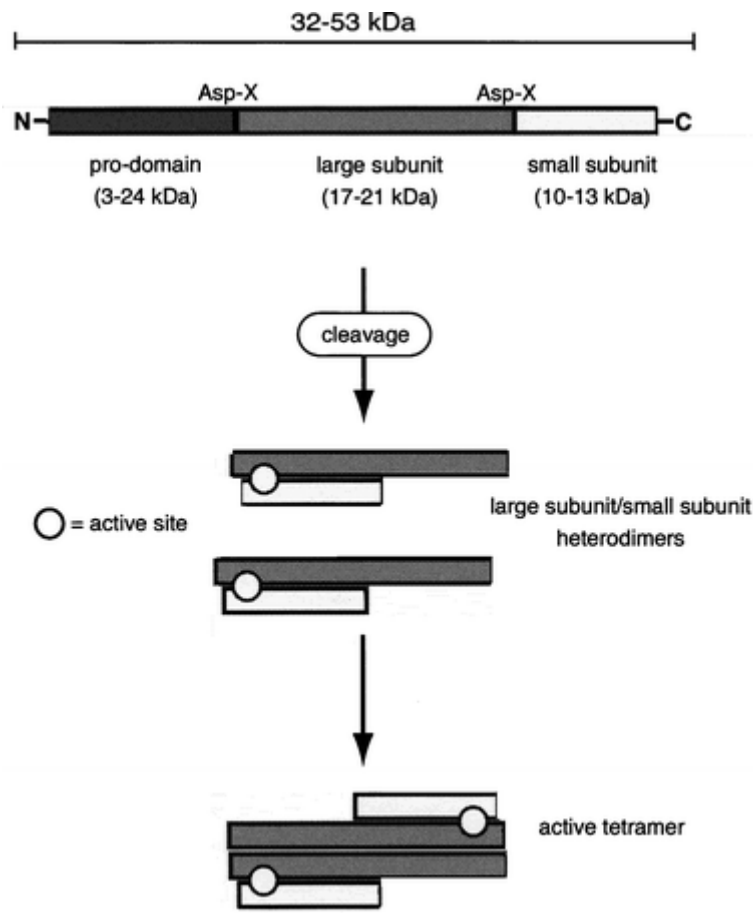 32-53 kDa
Asp-X Asp-X
N C
pro-domain large subunit small subunit
(3-24 kDa) (17-21 kDa) (10-13 kDa)
cleavage
= active site
large subunit/small subunit
heterodimers
active tetramer